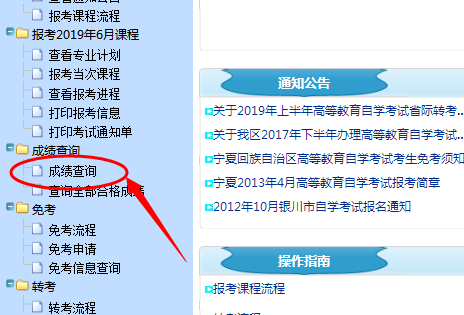 报考课程流程
报考2019年6月课程
查看专业计划
报考当次课程
查看报考进程
打印报考信息
打印考试通知单
成绩查询
成绩查询
查询全部合格成绩
免考
免考流程
免考申请
免考信息查询
转考
转考流程
通知公告
关于2019年上半年高等教育自学考试省际转考...
关于我区2017年下半年办理高等教育自学考试...
宁夏回族自治区高等教育自学考试考生免考须知
宁夏2013年4月高等教育自学考试报考简章
2012年10月银川市自学考试报名通知
操作指南
报考课程流程